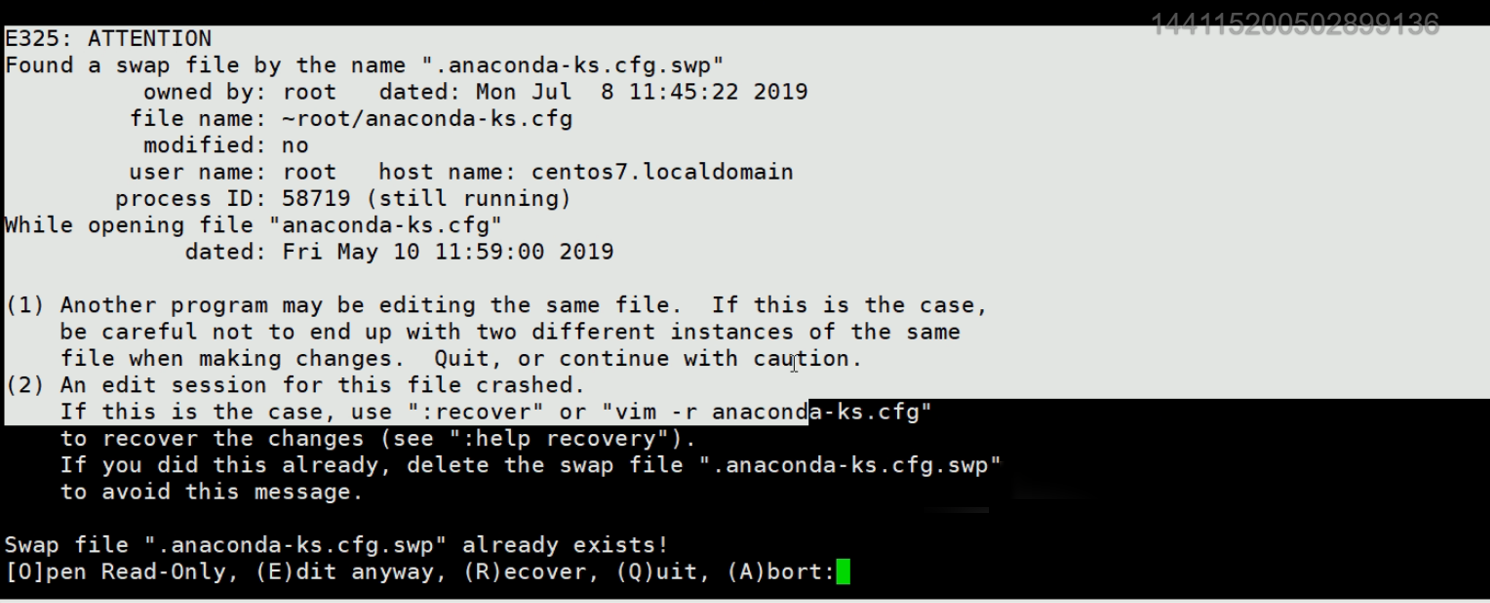 144115200502899136
E325: ATTENTION
Found a swap file by the name ".anaconda-ks.cfg.swp"
          owned by: root   dated: Mon Jul  8 11:45:22 2019
         file name: ~root/anaconda-ks.cfg
          modified: no
         user name: root   host name: centos7.localdomain
        process ID: 58719 (still running)
While opening file "anaconda-ks.cfg"
             dated: Fri May 10 11:59:00 2019
(1) Another program may be editing the same file.  If this is the case,
    be careful not to end up with two different instances of the same
    file when making changes.  Quit, or continue with caution.
(2) An edit session for this file crashed.
    If this is the case, use ":recover" or "vim -r anaconda-ks.cfg"
    to recover the changes (see ":help recovery").
    If you did this already, delete the swap file ".anaconda-ks.cfg.swp"
    to avoid this message.
Swap file ".anaconda-ks.cfg.swp" already exists!
[O]pen Read-Only, (E)dit anyway, (R)ecover, (Q)uit, (A)bort: